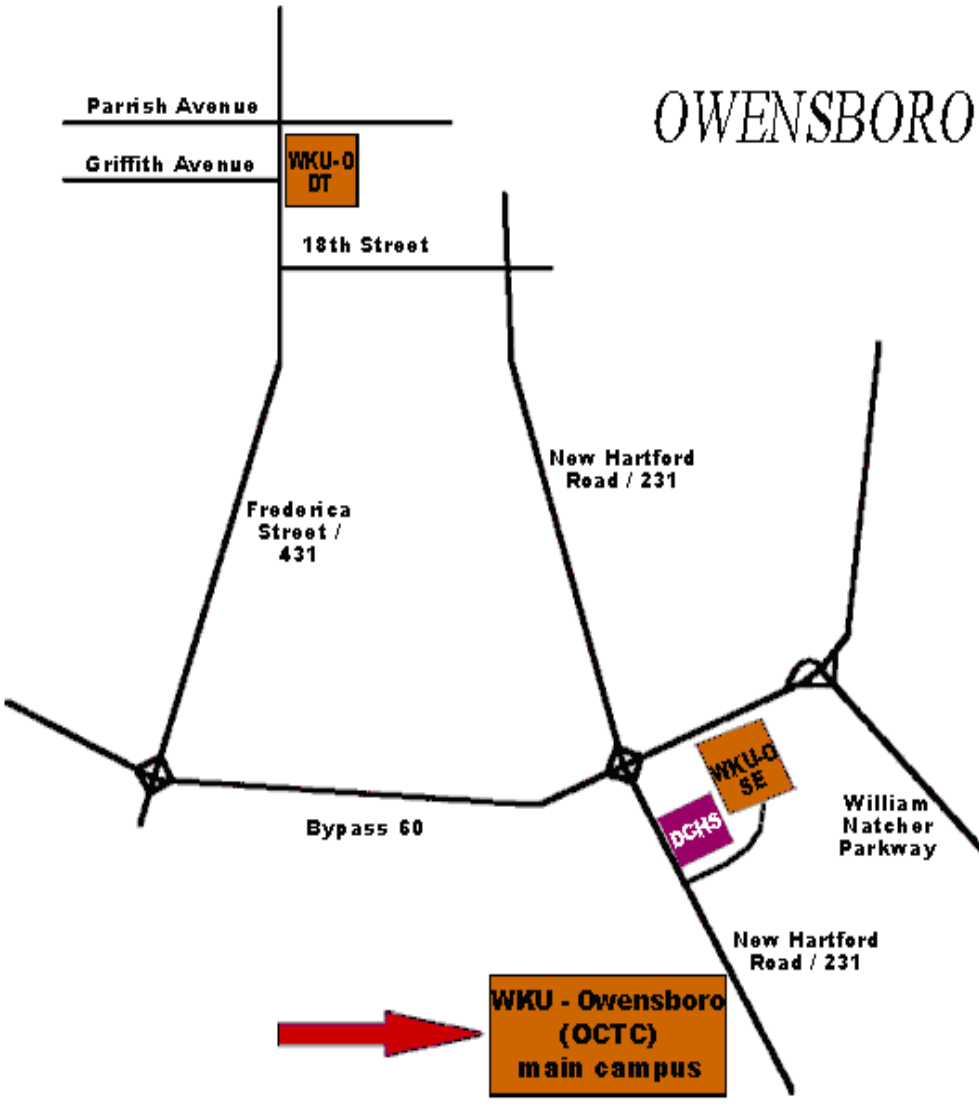 OWENSBORO
Parrish Avenue
Griffith Avenue
WKU-O
DT
18th Street
New Hartford
Road / 231
Frederica
Street /
431
WKU-O
SE
DCHS
William
Natcher
Parkway
Bypass 60
New Hartford
Road / 231
WKU - Owensboro
(OCTC)
main campus